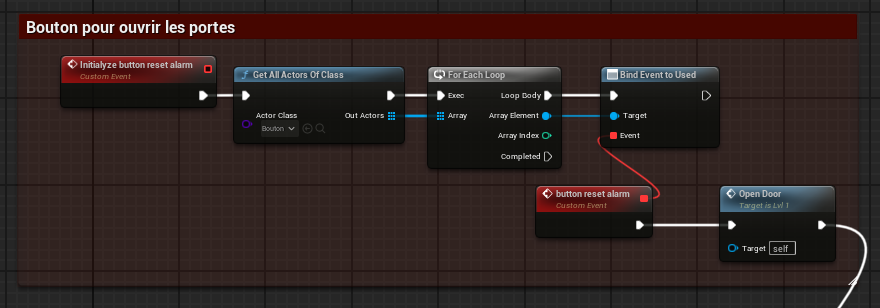 Bouton pour ouvrir les portes
Initialyze button reset alarm
Custom Event
f Get All Actors Of Class
Actor Class
Bouton
Out Actors
For Each Loop
Exec
Loop Body
Array
Array Element
Array Index
Completed
Bind Event to Used
Target
Event
button reset alarm
Custom Event
Open Door
Target is Lvl 1
Target self